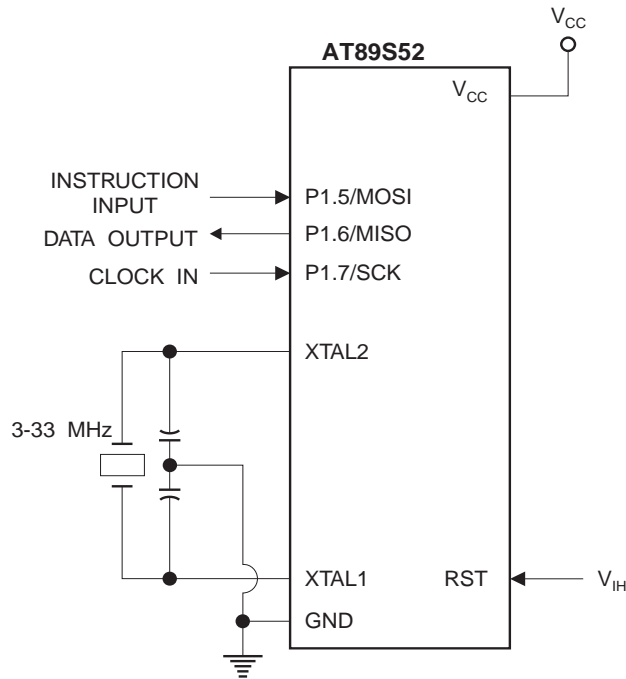 V_CC
AT89S52
V_CC
INSTRUCTION
INPUT
P1.5/MOSI
DATA OUTPUT
P1.6/MISO
CLOCK IN
P1.7/SCK
XTAL2
3-33 MHz
XTAL1
RST
V_IH
GND